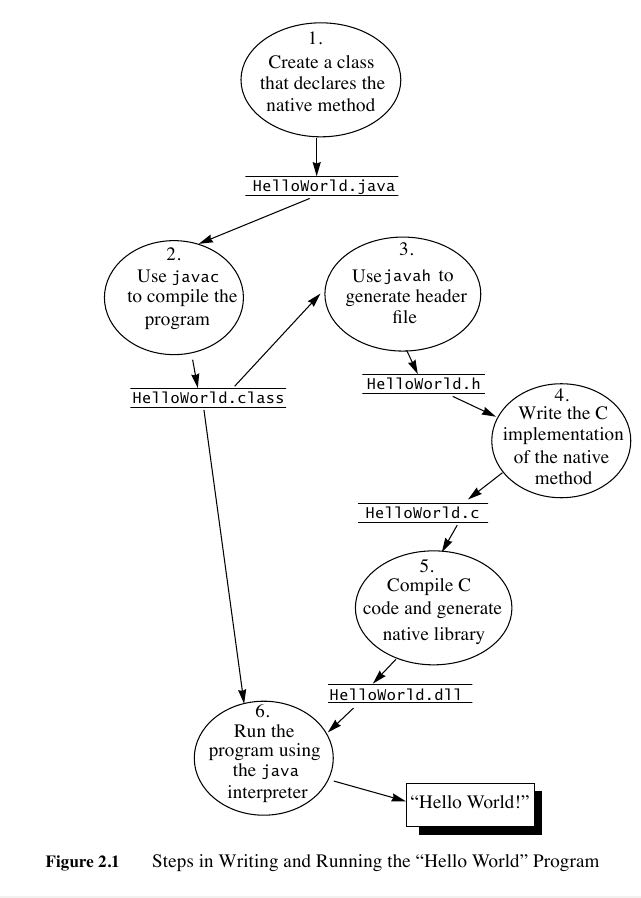 1.
Create a class
that declares the
native method
HelloWorld.java
2.
Use javac
to compile the
program
3.
Use javah to
generate header
file
HelloWorld.class
HelloWorld.h
4.
Write the C
implementation
of the native
method
HelloWorld.c
5.
Compile C
code and generate
native library
HelloWorld.dll
6.
Run the
program using
the java
interpreter
“Hello World!”
Figure 2.1 Steps in Writing and Running the “Hello World” Program